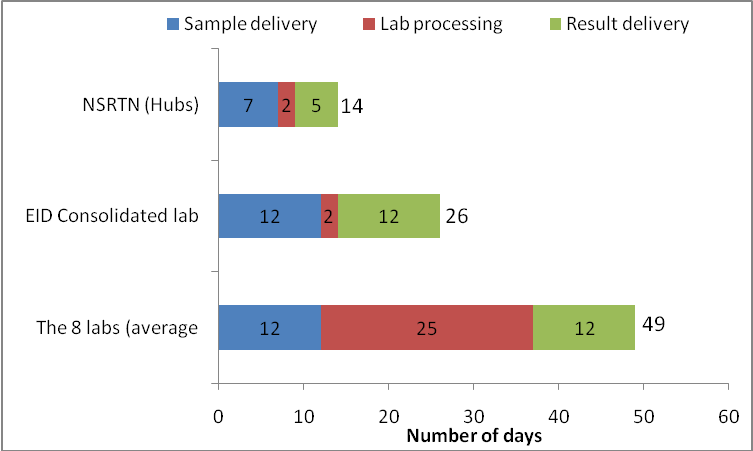 Sample delivery Lab processing Result delivery
NSRTN (Hubs) 7 2 5 14
EID Consolidated lab 12 2 12 26
The 8 labs (average 12 25 12 49
0 10 20 30 40 50 60
Number of days